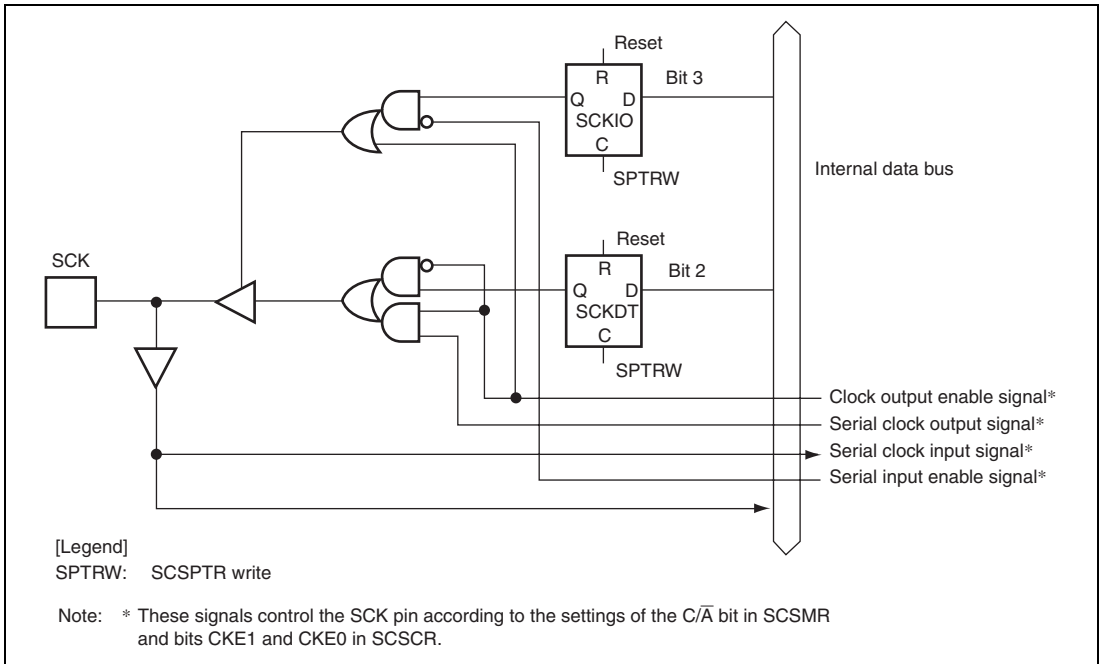 Reset
R
Bit 3
Q D
SCKIO
C
SPTRW
Internal data bus
Reset
SCK
R
Bit 2
Q D
SCKDT
C
SPTRW
Clock output enable signal*
Serial clock output signal*
Serial clock input signal*
Serial input enable signal*
[Legend]
SPTRW: SCSPTR write
Note: * These signals control the SCK pin according to the settings of the C/A̅ bit in SCSMR
and bits CKE1 and CKE0 in SCSCR.